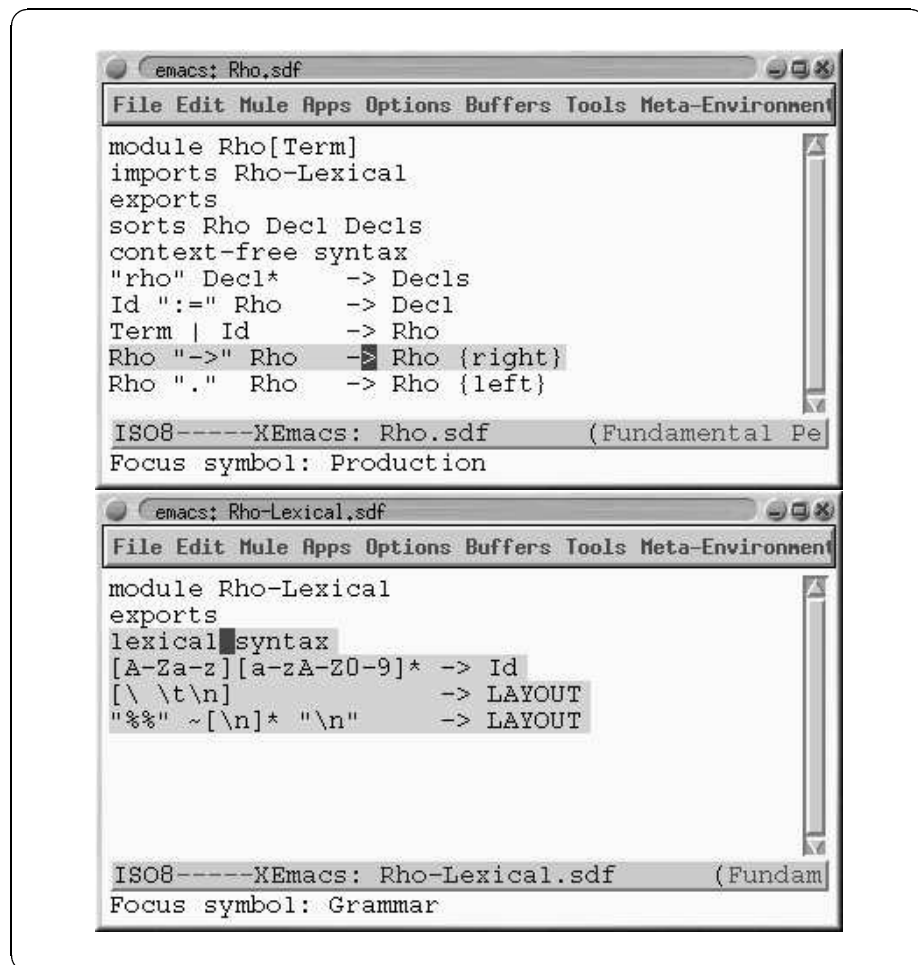 emacs: Rho.sdf
File Edit Mule Apps Options Buffers Tools Meta-Environment
module Rho[Term]
imports Rho-Lexical
exports
sorts Rho Decl Decls
context-free syntax
"rho" Decl* -> Decls
Id ":=" Rho -> Decl
Term | Id -> Rho
Rho "->" Rho -> Rho {right}
Rho "." Rho -> Rho {left}
ISO8-----XEmacs: Rho.sdf (Fundamental Pe
Focus symbol: Production
emacs: Rho-Lexical.sdf
File Edit Mule Apps Options Buffers Tools Meta-Environment
module Rho-Lexical
exports
lexical syntax
[A-Za-z][a-zA-Z0-9]* -> Id
[\ \t\n] -> LAYOUT
"%%" ~[\n]* "\n" -> LAYOUT
ISO8-----XEmacs: Rho-Lexical.sdf (Fundam
Focus symbol: Grammar